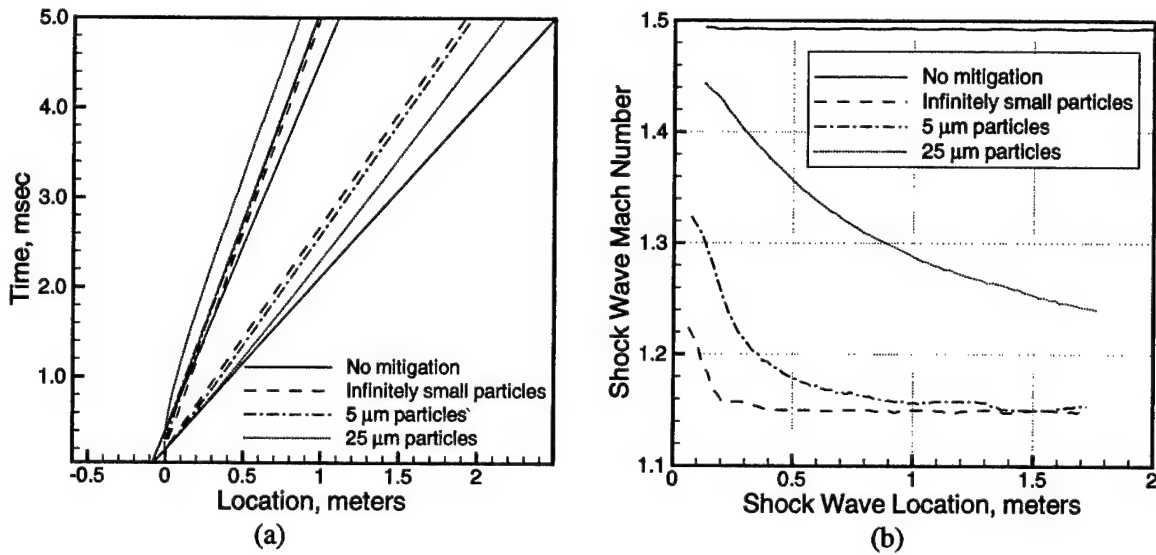 5.0
4.0
3.0
2.0
1.0
Time, msec
No mitigation
Infinitely small particles
5 µm particles`
25 µm particles
-0.5
0
0.5
1
1.5
2
Location, meters
(a)
1.5
1.4
1.3
1.2
1.1
Shock Wave Mach Number
No mitigation
Infinitely small particles
5 µm particles
25 µm particles
0
0.5
1
1.5
2
Shock Wave Location, meters
(b)